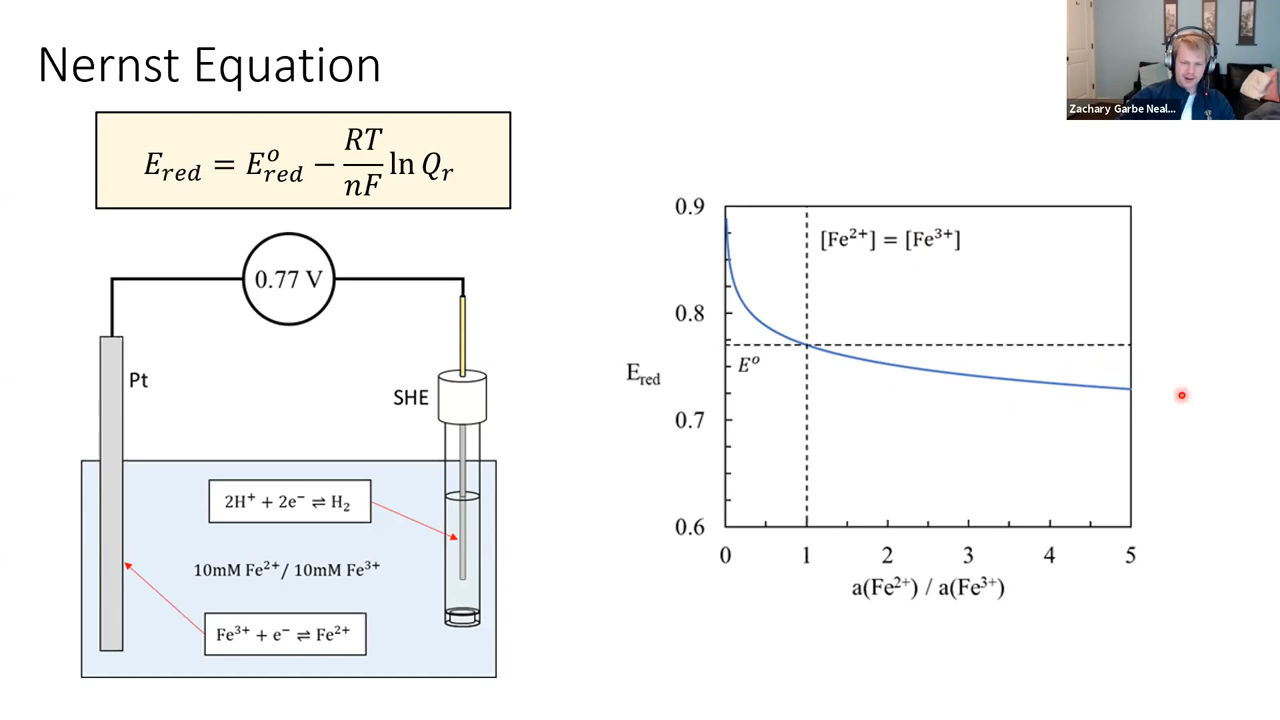 Nernst Equation
Zachary Garbe Neal...
E_red = E^o_red − RT/nF ln Q_r
0.77 V
Pt
SHE
2H⁺ + 2e⁻ ⇌ H₂
10mM Fe²⁺/ 10mM Fe³⁺
Fe³⁺ + e⁻ ⇌ Fe²⁺
0.9
[Fe²⁺] = [Fe³⁺]
0.8
E^o
E_red
0.7
0.6
0 1 2 3 4 5
a(Fe²⁺) / a(Fe³⁺)